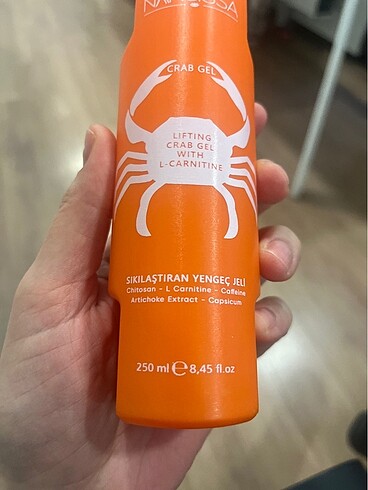 CRAB GEL
LIFTING
CRAB GEL
WITH
L-CARNITINE
SIKILAŞTIRAN YENGEÇ JELİ
Chitosan - L Carnitine - Caffeine
Artichoke Extract - Capsicum
250 ml ℮ 8,45 fl.oz